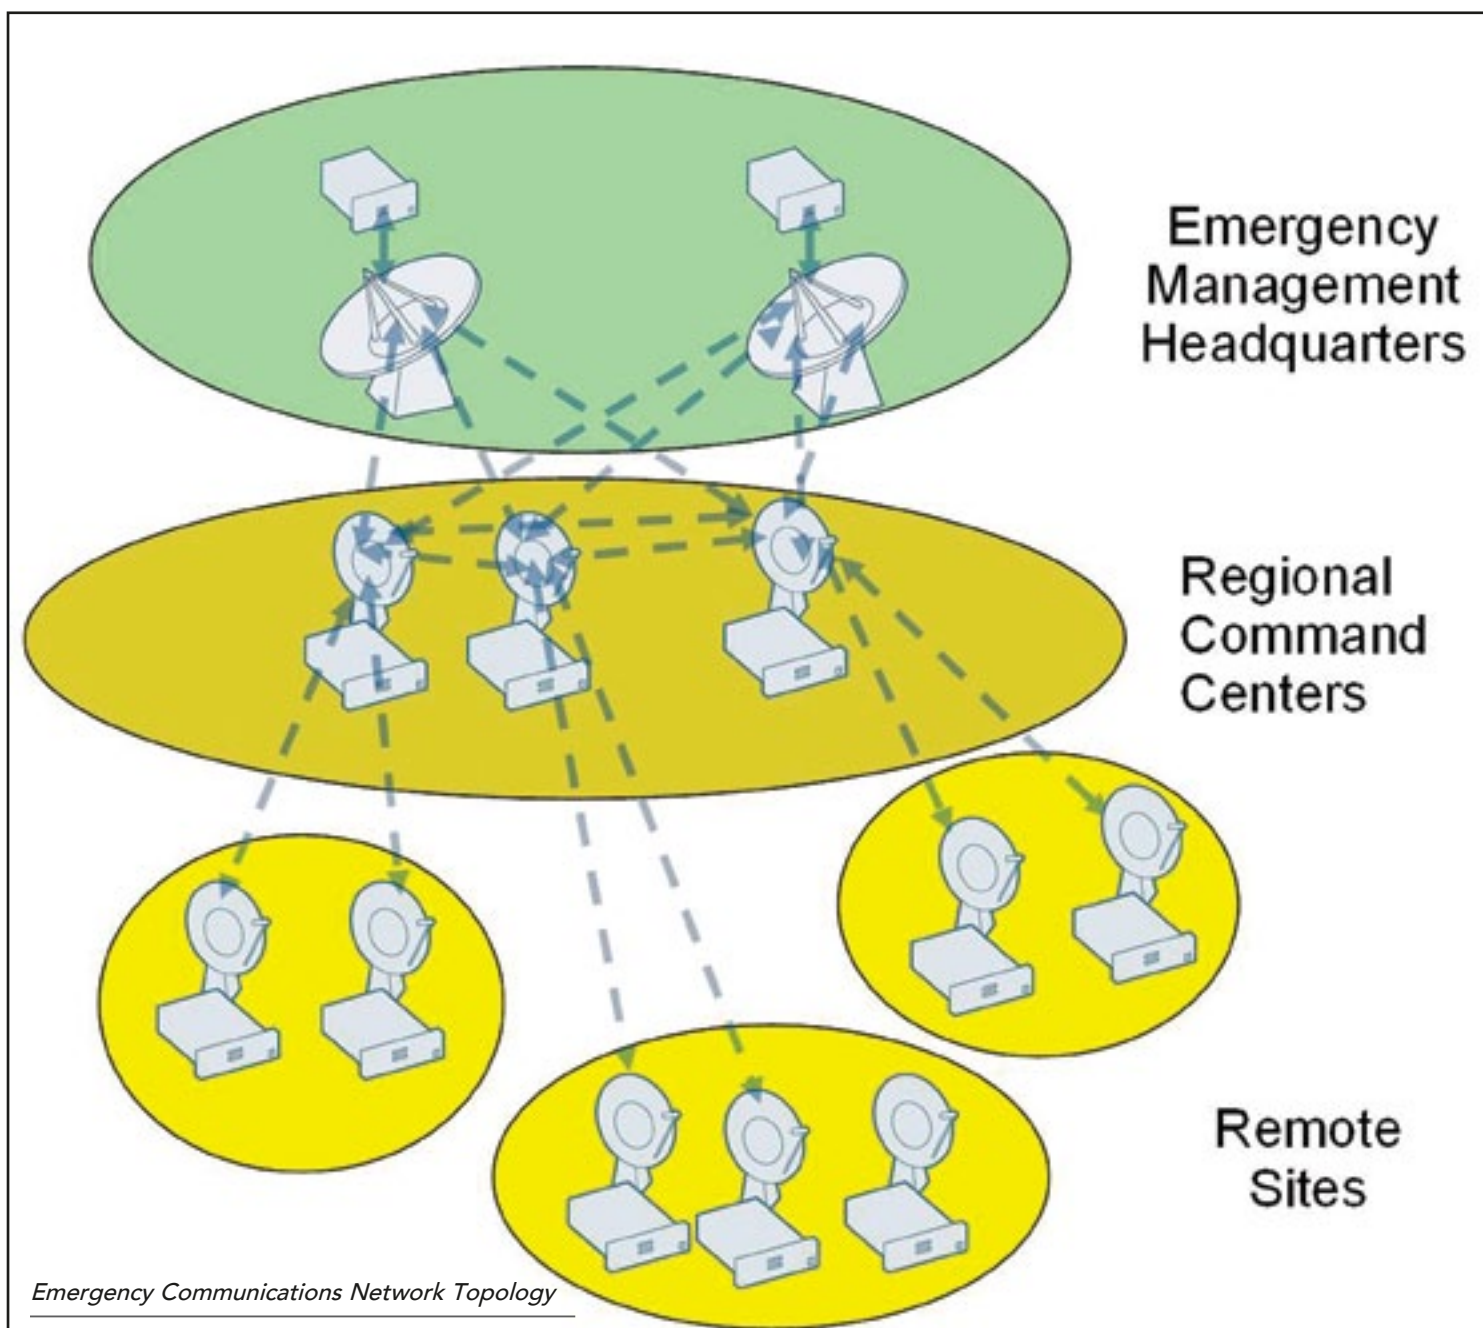 Emergency
Management
Headquarters
Regional
Command
Centers
Remote
Sites
Emergency Communications Network Topology